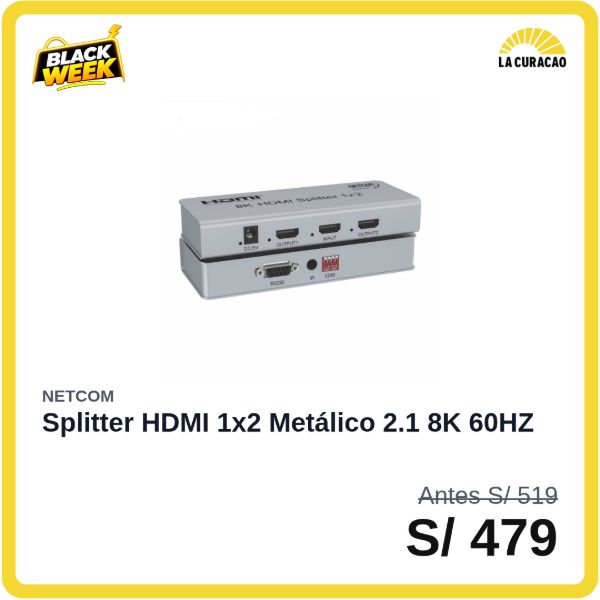 BLACK
WEEK
LA CURACAO
HDMI
8K HDMI Splitter 1x2
DC/5V
OUTPUT1
INPUT
OUTPUT2
RS232
IR
EDID
NETCOM
Splitter HDMI 1x2 Metálico 2.1 8K 60HZ
Antes S/ 519
S/ 479